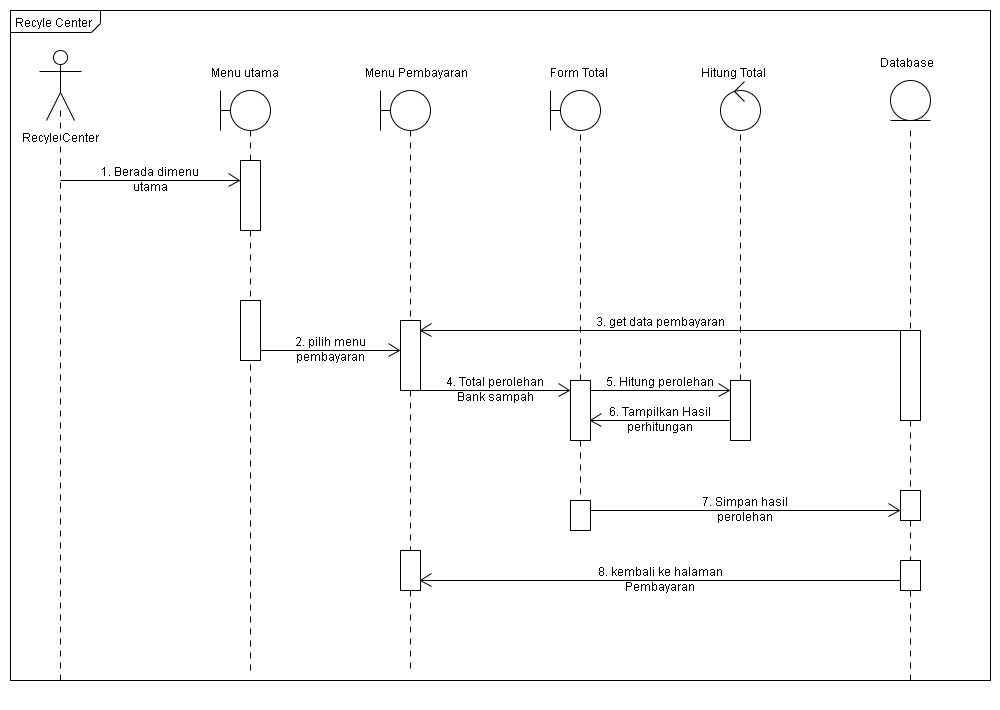 Recyle Center
Recyle Center
Menu utama
Menu Pembayaran
Form Total
Hitung Total
Database
1. Berada dimenu
utama
3. get data pembayaran
2. pilih menu
pembayaran
4. Total perolehan
Bank sampah
5. Hitung perolehan
6. Tampilkan Hasil
perhitungan
7. Simpan hasil
perolehan
8. kembali ke halaman
Pembayaran